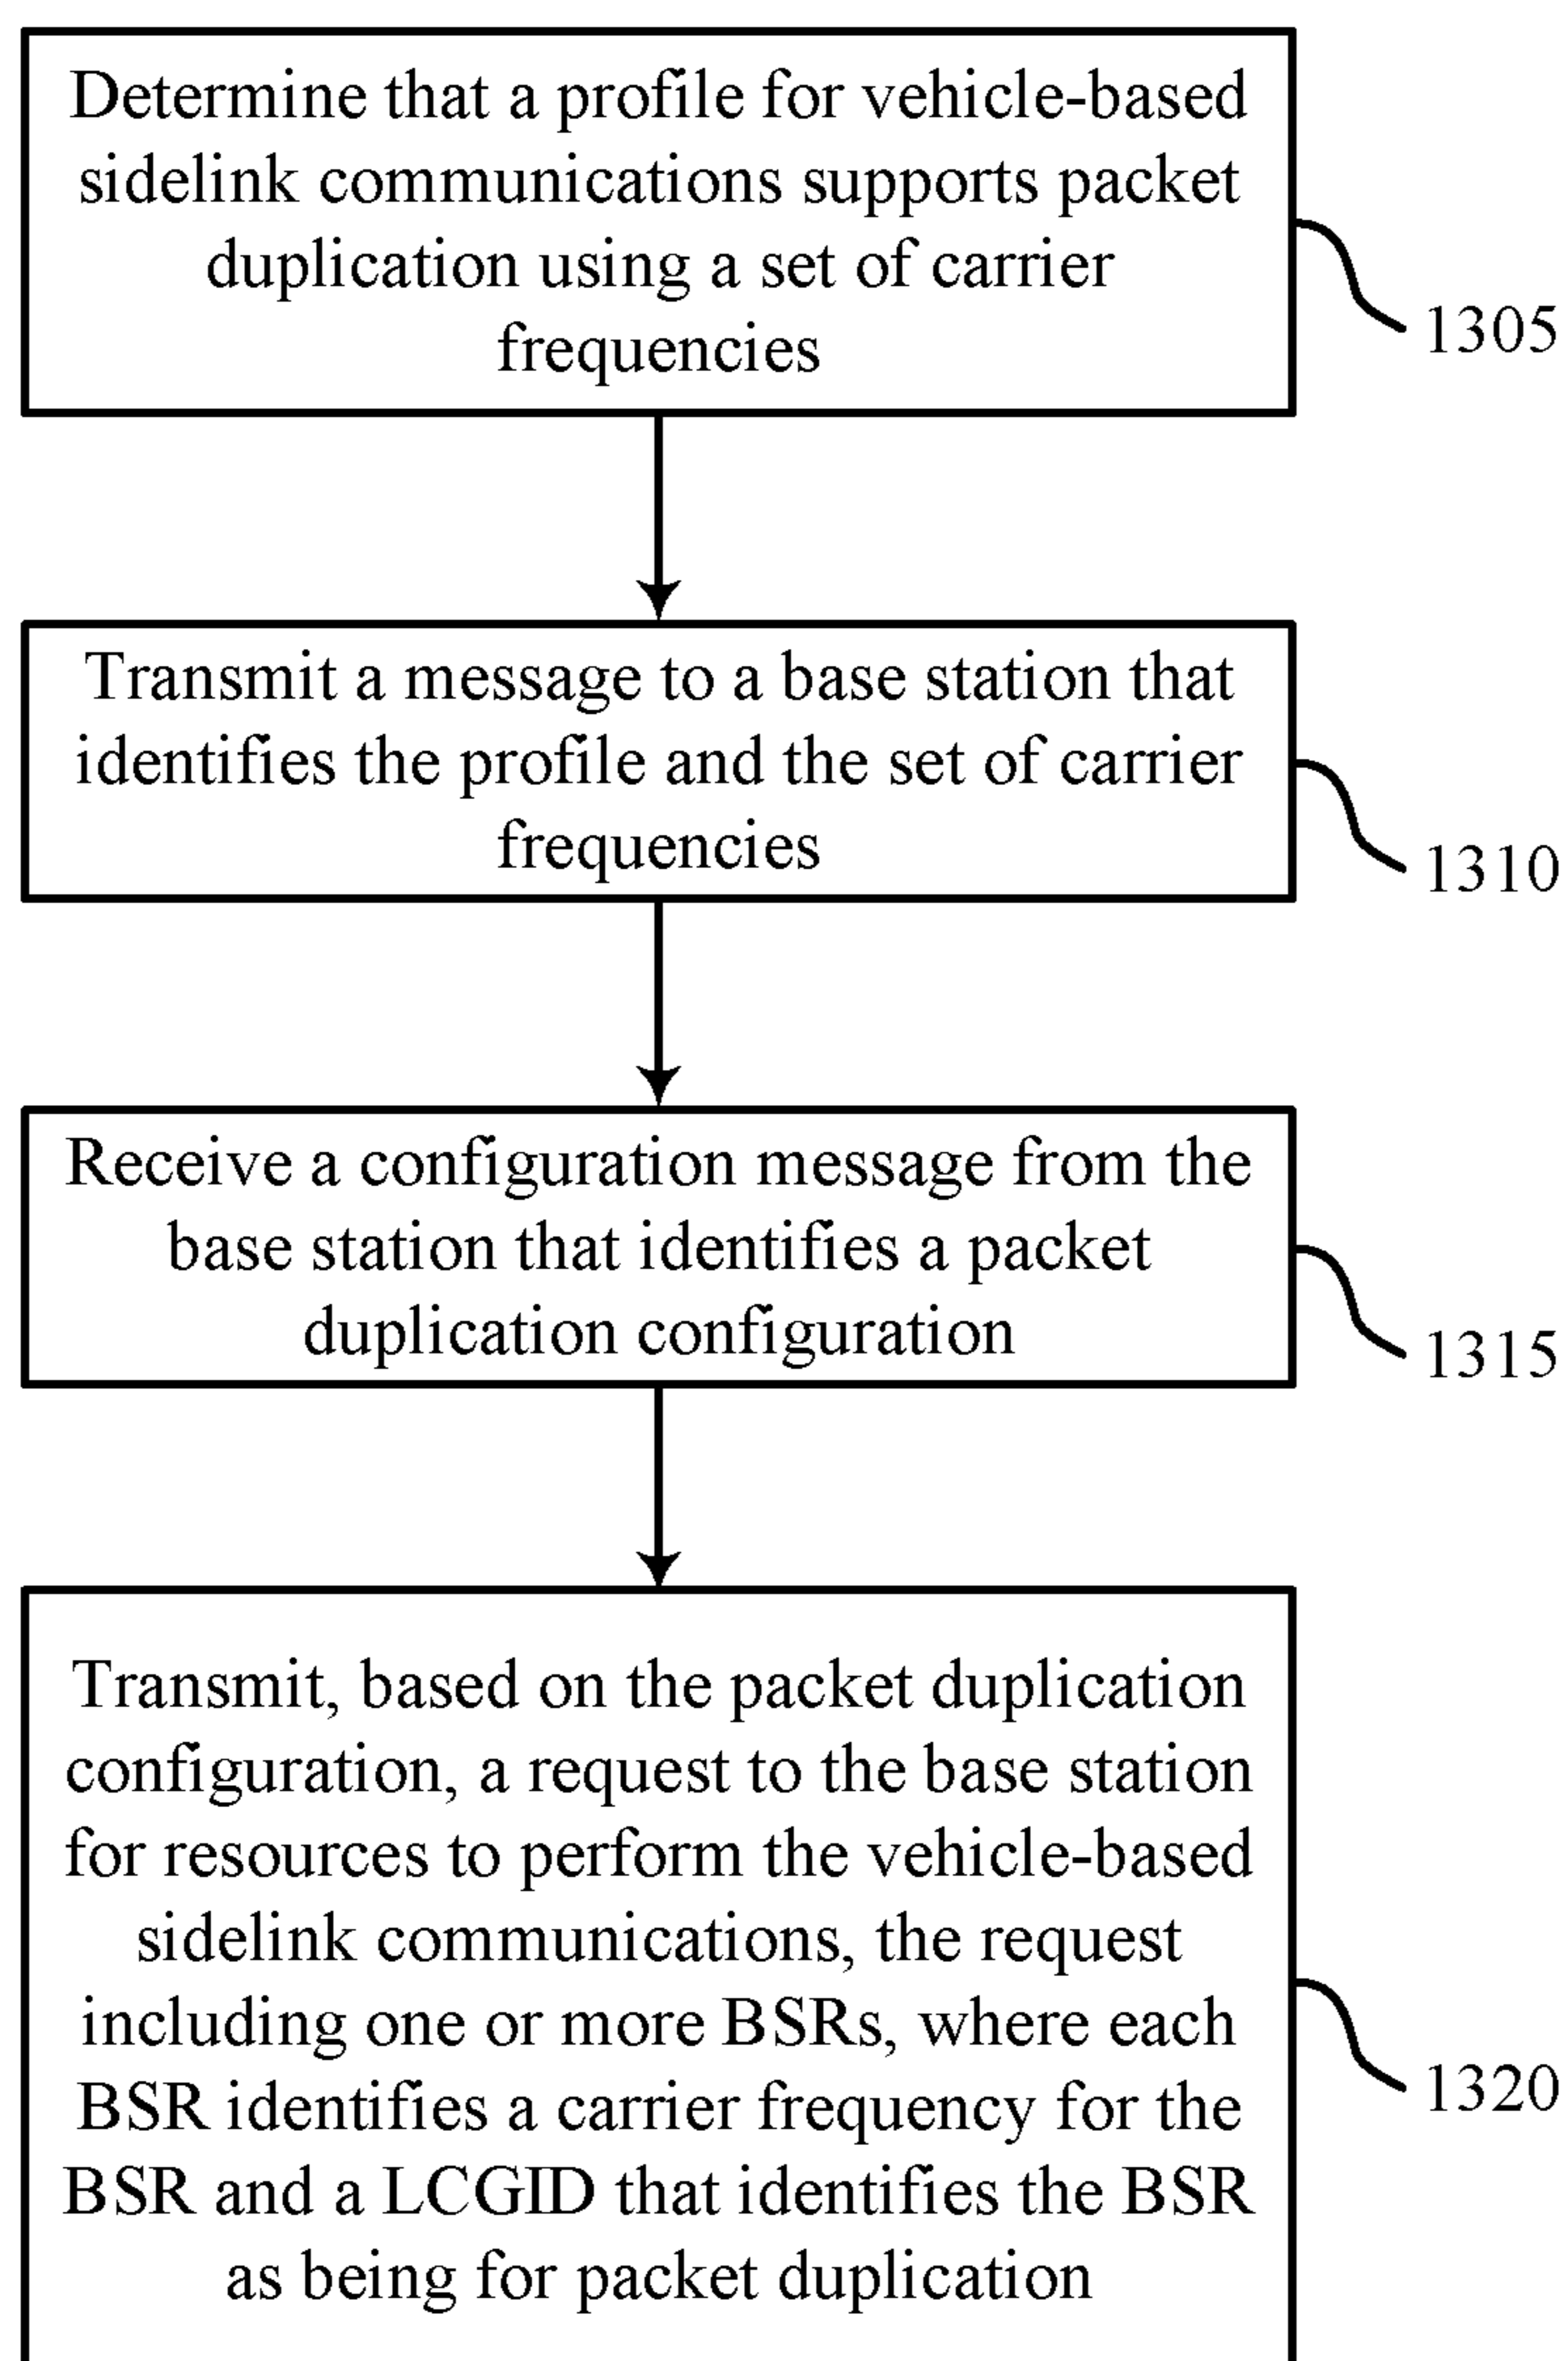 Determine that a profile for vehicle-based
sidelink communications supports packet
duplication using a set of carrier
frequencies
1305
Transmit a message to a base station that
identifies the profile and the set of carrier
frequencies
1310
Receive a configuration message from the
base station that identifies a packet
duplication configuration
1315
Transmit, based on the packet duplication
configuration, a request to the base station
for resources to perform the vehicle-based
sidelink communications, the request
including one or more BSRs, where each
BSR identifies a carrier frequency for the
BSR and a LCGID that identifies the BSR
as being for packet duplication
1320